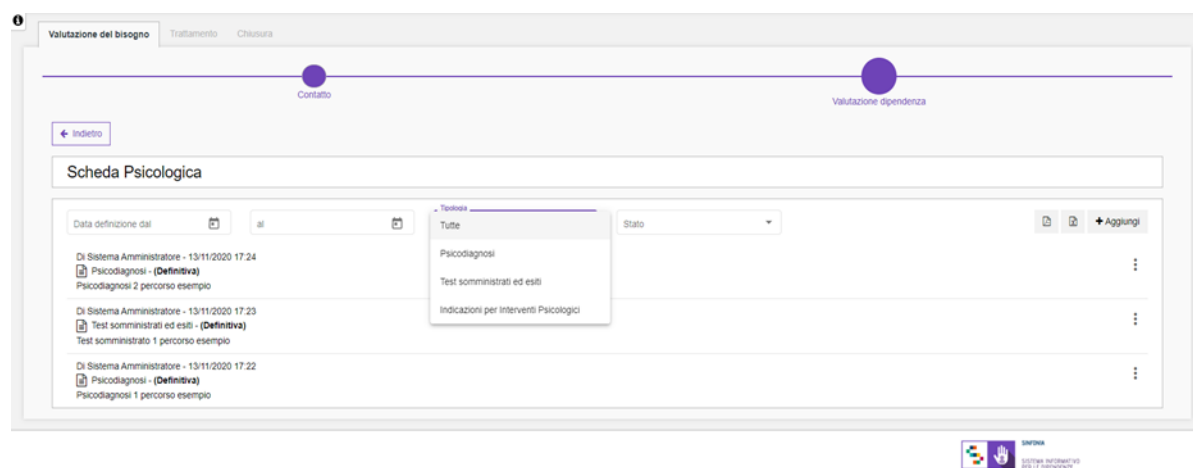 Valutazione del bisogno Trattamento Chiusura
Contatto Valutazione dipendenza
Indietro
Scheda Psicologica
Tipologia
Data definizione dal al Tutte Stato Aggiungi
Psicodiagnosi
Test somministrati ed esiti
Indicazioni per Interventi Psicologici
Di Sistema Amministratore - 13/11/2020 17:24
Psicodiagnosi - (Definitiva)
Psicodiagnosi 2 percorso esempio
Di Sistema Amministratore - 13/11/2020 17:23
Test somministrati ed esiti - (Definitiva)
Test somministrato 1 percorso esempio
Di Sistema Amministratore - 13/11/2020 17:22
Psicodiagnosi - (Definitiva)
Psicodiagnosi 1 percorso esempio
SINFONIA
SISTEMA INFORMATIVO
PER LE DIPENDENZE